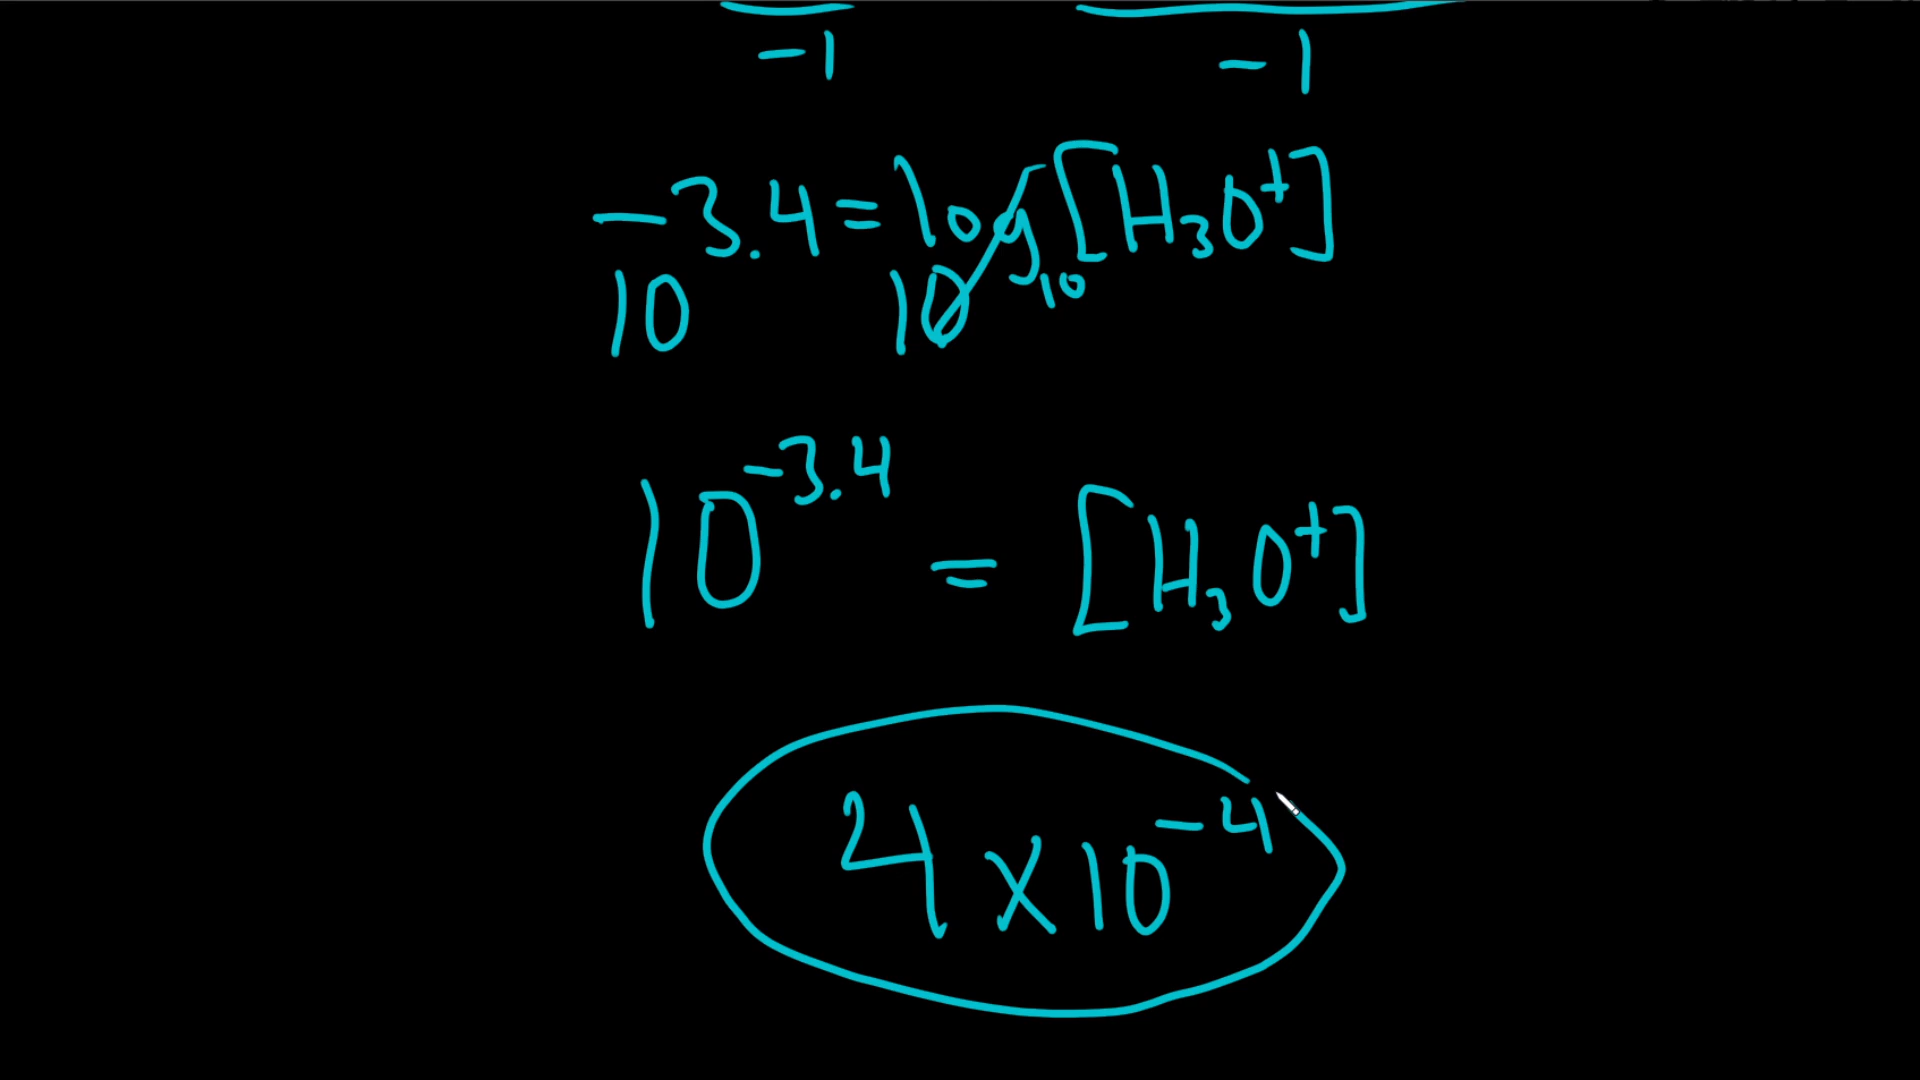 -1 -1
-3.4 = log₁₀ [H₃O⁺]
10 10
10^-3.4 = [H₃O⁺]
4 x 10^-4